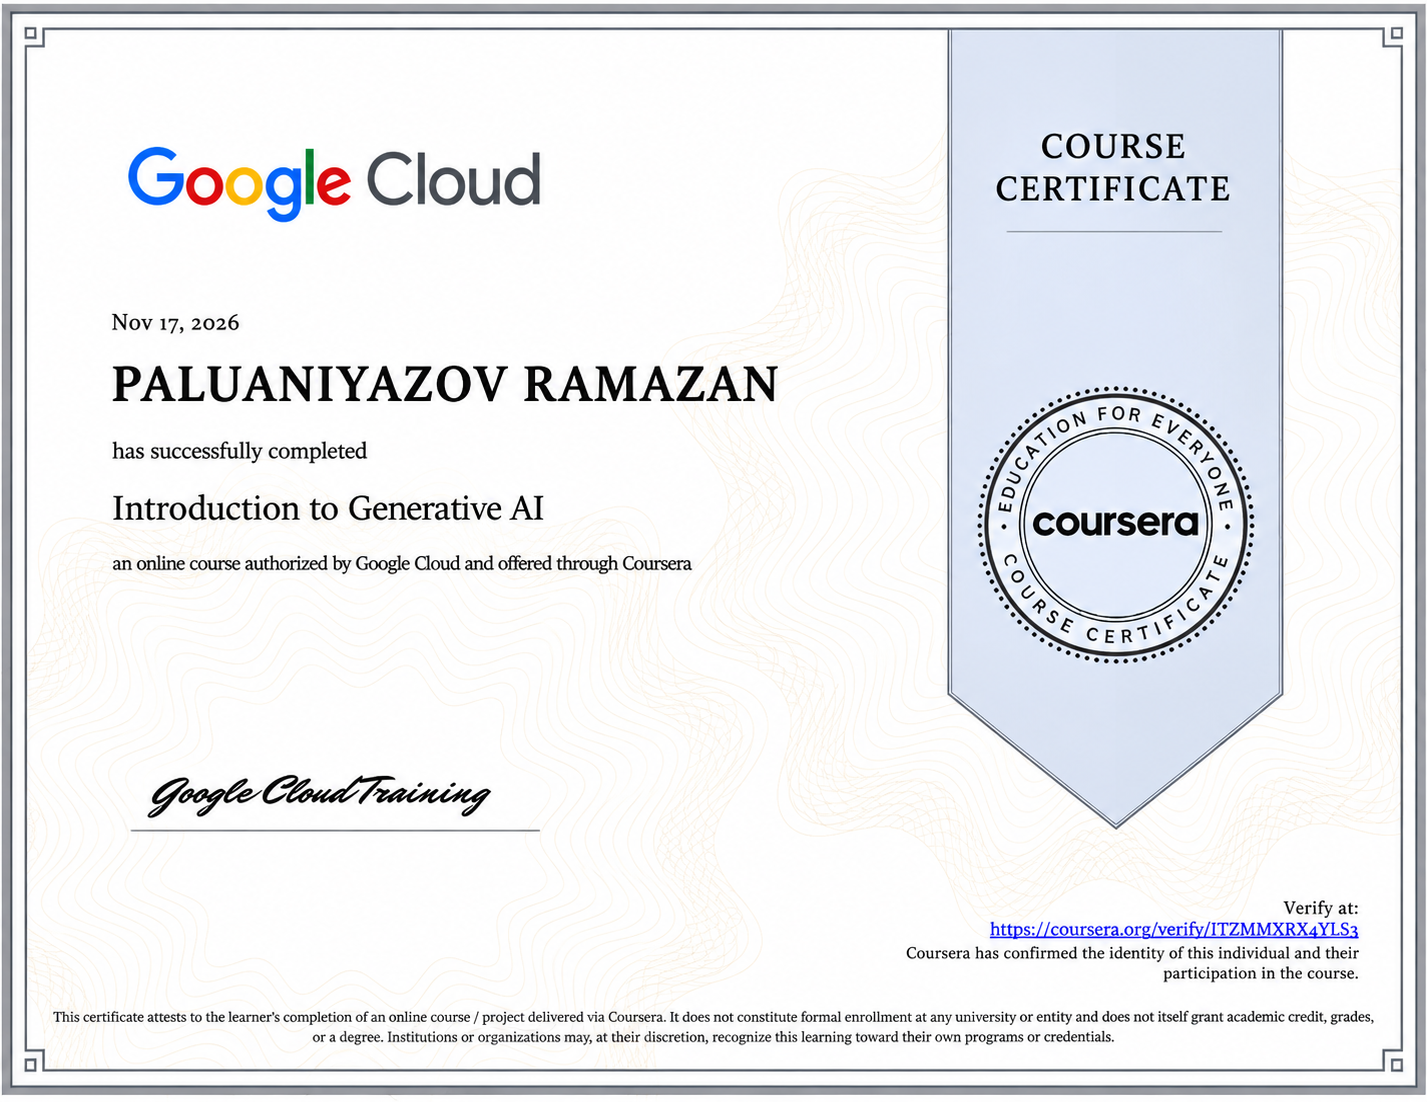 Google Cloud
COURSE
CERTIFICATE
Nov 17, 2026
PALUANIYAZOV RAMAZAN
has successfully completed
Introduction to Generative AI
an online course authorized by Google Cloud and offered through Coursera
EDUCATION FOR EVERYONE
coursera
COURSE CERTIFICATE
Google Cloud Training
Verify at:
https://coursera.org/verify/ITZMMXRX4YLS3
Coursera has confirmed the identity of this individual and their
participation in the course.
This certificate attests to the learner's completion of an online course / project delivered via Coursera. It does not constitute formal enrollment at any university or entity and does not itself grant academic credit, grades,
or a degree. Institutions or organizations may, at their discretion, recognize this learning toward their own programs or credentials.